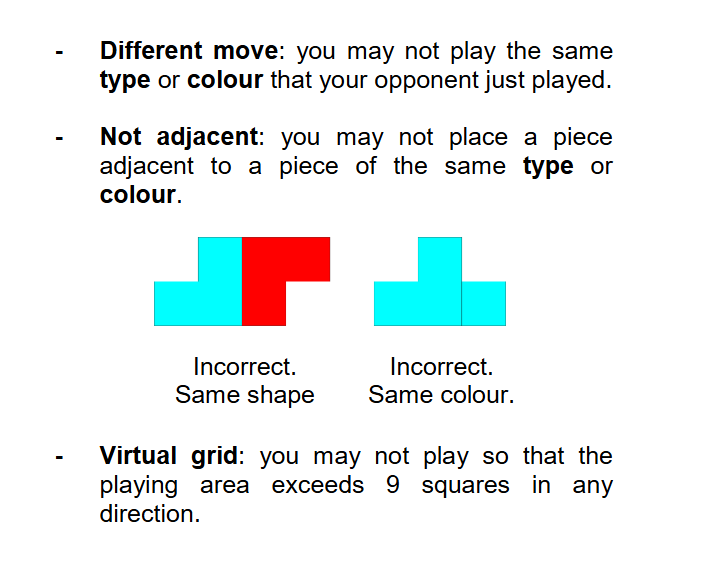 - Different move: you may not play the same
type or colour that your opponent just played.
- Not adjacent: you may not place a piece
adjacent to a piece of the same type or
colour.
Incorrect.
Same shape
Incorrect.
Same colour.
- Virtual grid: you may not play so that the
playing area exceeds 9 squares in any
direction.